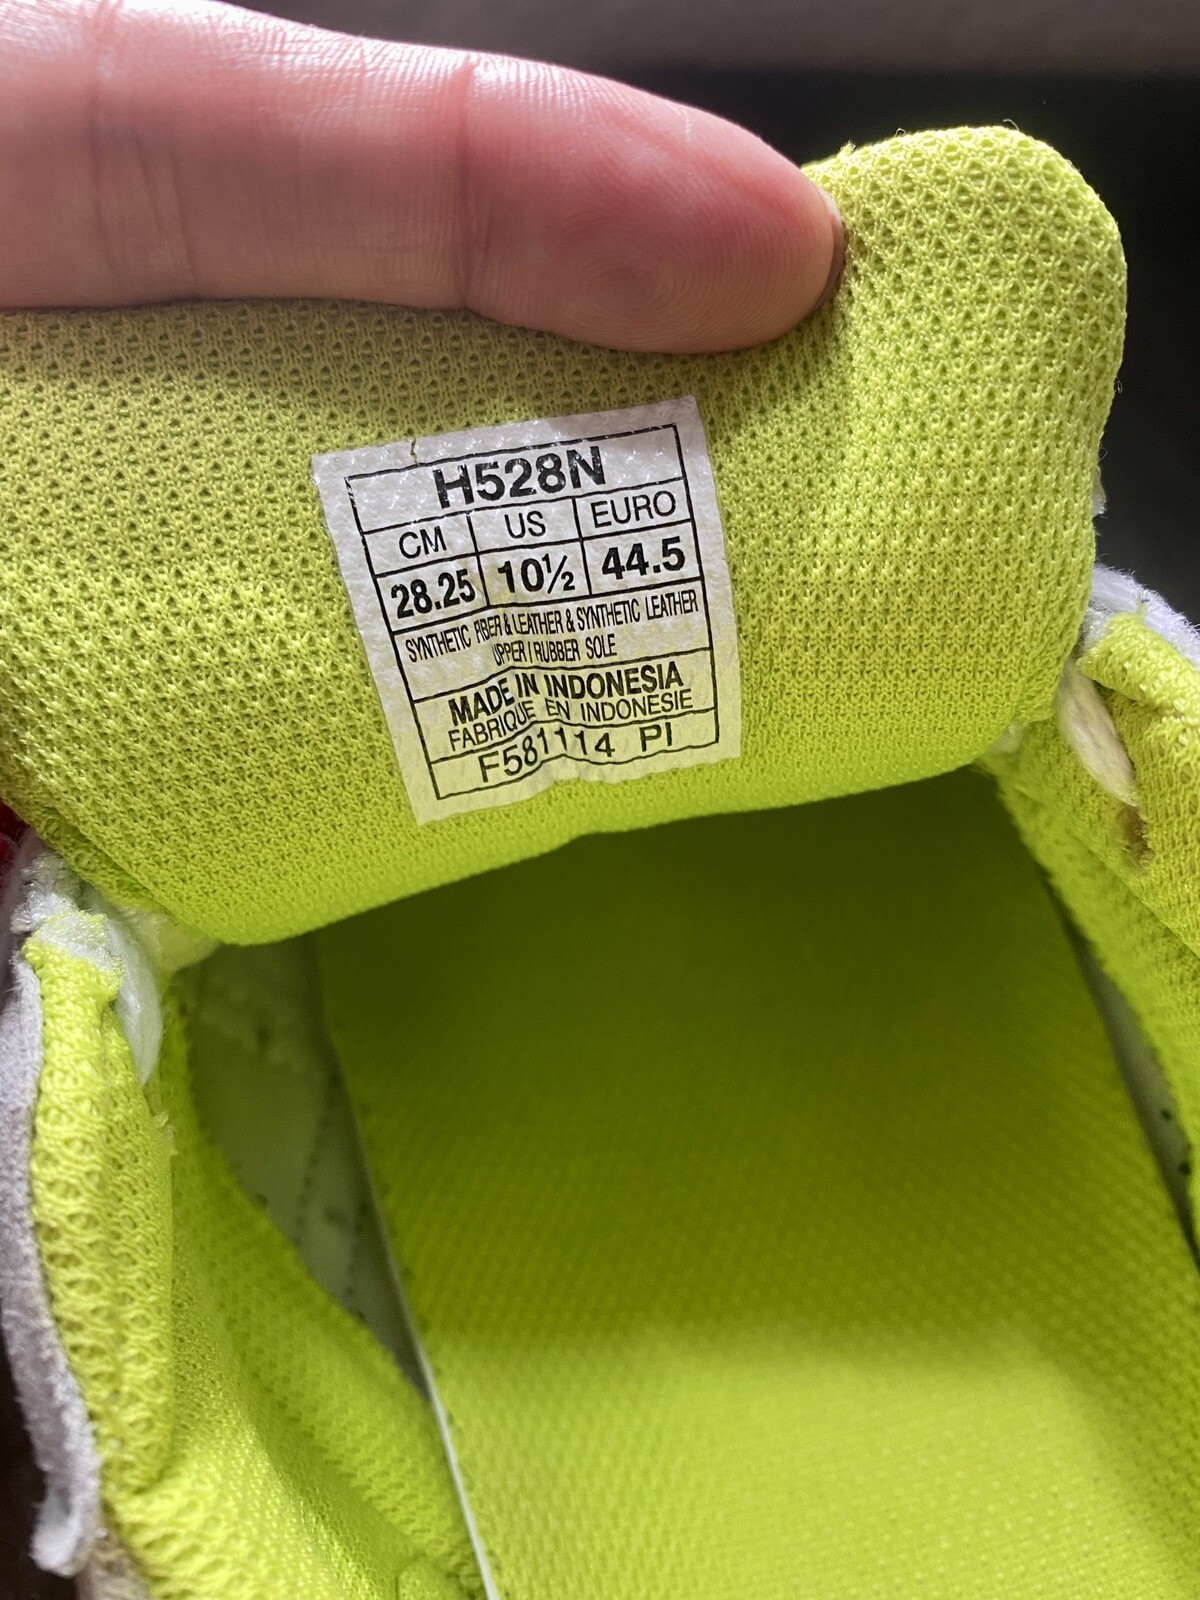 H528N
CM US EURO
28.25 10½ 44.5
SYNTHETIC FIBER & LEATHER & SYNTHETIC LEATHER
UPPER / RUBBER SOLE
MADE IN INDONESIA
FABRIQUE EN INDONESIE
F581114 PI